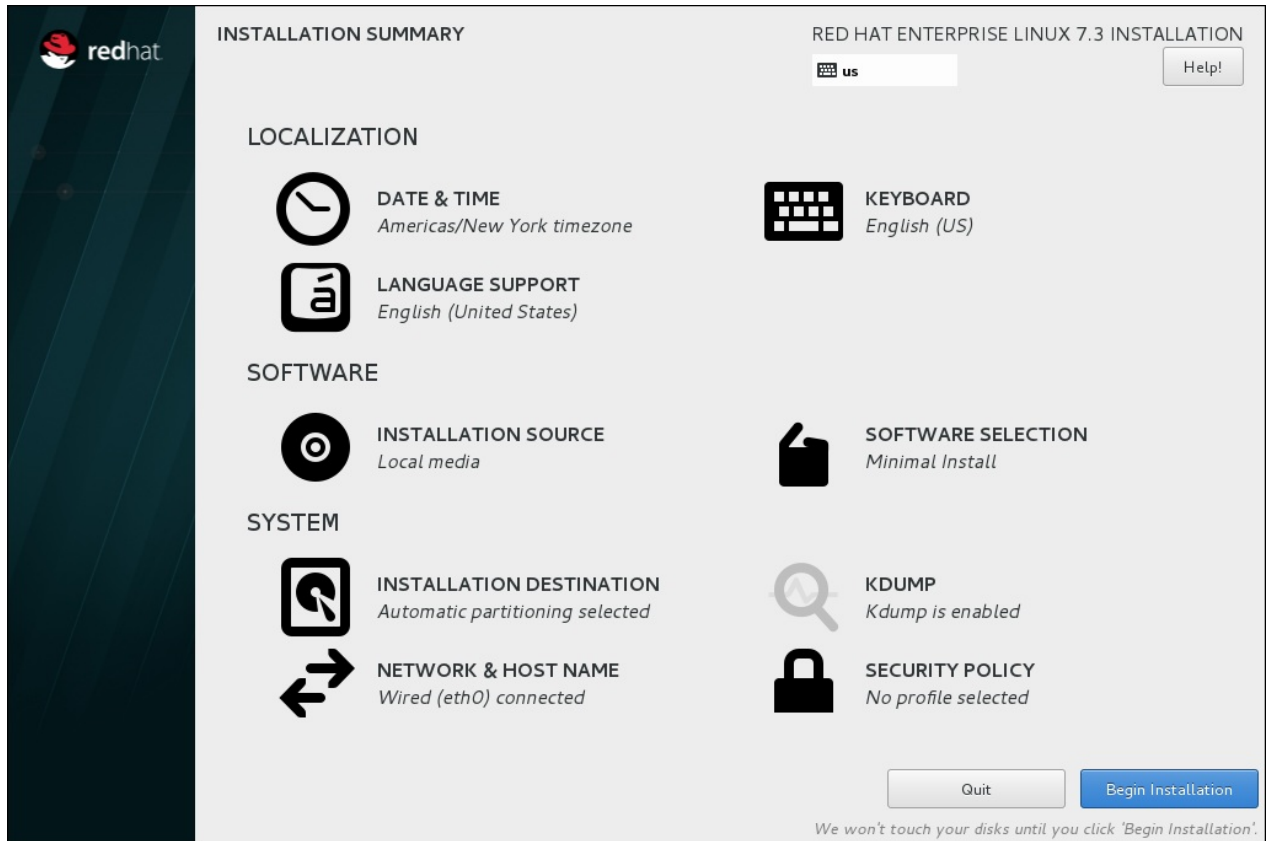 redhat
INSTALLATION SUMMARY
RED HAT ENTERPRISE LINUX 7.3 INSTALLATION
us
Help!
LOCALIZATION
DATE & TIME
Americas/New York timezone
KEYBOARD
English (US)
LANGUAGE SUPPORT
English (United States)
á
SOFTWARE
INSTALLATION SOURCE
Local media
SOFTWARE SELECTION
Minimal Install
SYSTEM
INSTALLATION DESTINATION
Automatic partitioning selected
KDUMP
Kdump is enabled
NETWORK & HOST NAME
Wired (eth0) connected
SECURITY POLICY
No profile selected
Quit
Begin Installation
We won't touch your disks until you click 'Begin Installation'.